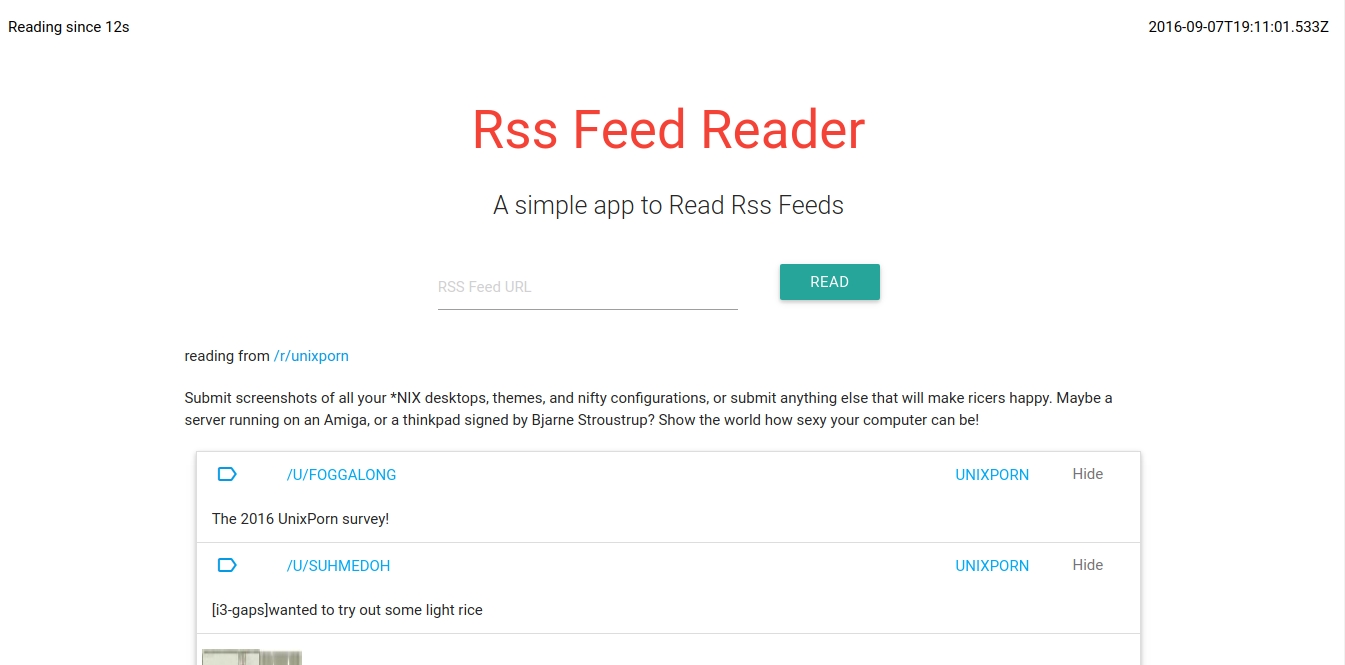 Reading since 12s 2016-09-07T19:11:01.533Z
Rss Feed Reader
A simple app to Read Rss Feeds
RSS Feed URL READ
reading from /r/unixporn
Submit screenshots of all your *NIX desktops, themes, and nifty configurations, or submit anything else that will make ricers happy. Maybe a
server running on an Amiga, or a thinkpad signed by Bjarne Stroustrup? Show the world how sexy your computer can be!
/U/FOGGALONG UNIXPORN Hide
The 2016 UnixPorn survey!
/U/SUHMEDOH UNIXPORN Hide
[i3-gaps]wanted to try out some light rice